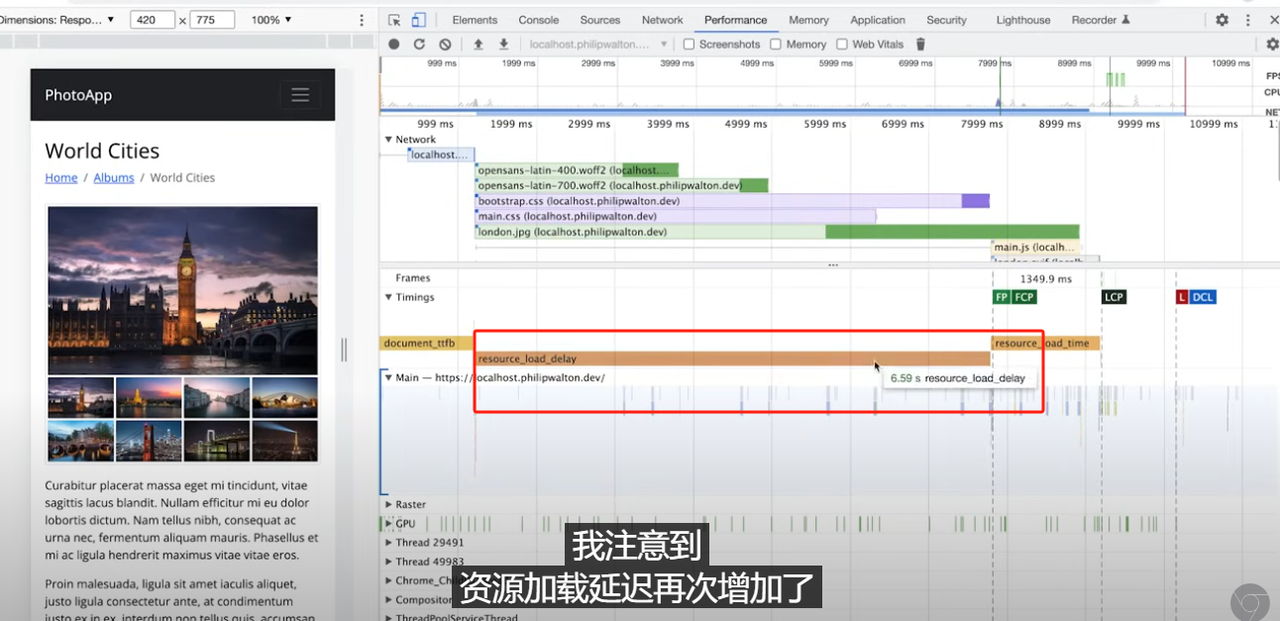 Dimensions: Respo... ▼ 420 × 775 100% ▼
Elements Console Sources Network Performance Memory Application Security Lighthouse Recorder
localhost.philipwalton.... ▼ Screenshots Memory Web Vitals
999 ms 1999 ms 2999 ms 3999 ms 4999 ms 5999 ms 6999 ms 7999 ms 8999 ms 9999 ms 10999 ms
FPS
CPU
NET
999 ms 1999 ms 2999 ms 3999 ms 4999 ms 5999 ms 6999 ms 7999 ms 8999 ms 9999 ms 10999 ms
PhotoApp
World Cities
Home / Albums / World Cities
Curabitur placerat massa eget mi tincidunt, vitae
sagittis lacus blandit. Nullam efficitur mi eu dolor
lobortis dictum. Nam tellus nibh, consequat ac
urna nec, fermentum aliquam mauris. Phasellus et
mi ac ligula hendrerit maximus vitae vitae eros.
Proin malesuada, ligula sit amet iaculis aliquet,
justo ligula consectetur ante, at condimentum
Network
localhost....
opensans-latin-400.woff2 (localhost....
opensans-latin-700.woff2 (localhost.philipwalton.dev)
bootstrap.css (localhost.philipwalton.dev)
main.css (localhost.philipwalton.dev)
london.jpg (localhost.philipwalton.dev)
main.js (localh...
Frames 1349.9 ms
Timings FP FCP LCP L DCL
document_ttfb resource_load_time
resource_load_delay
6.59 s resource_load_delay
Main — https://localhost.philipwalton.dev/
Raster
GPU
Thread 29491
Thread 49983
Chrome_Chi
Compositor
ThreadPoolServiceThread
我注意到
资源加载延迟再次增加了